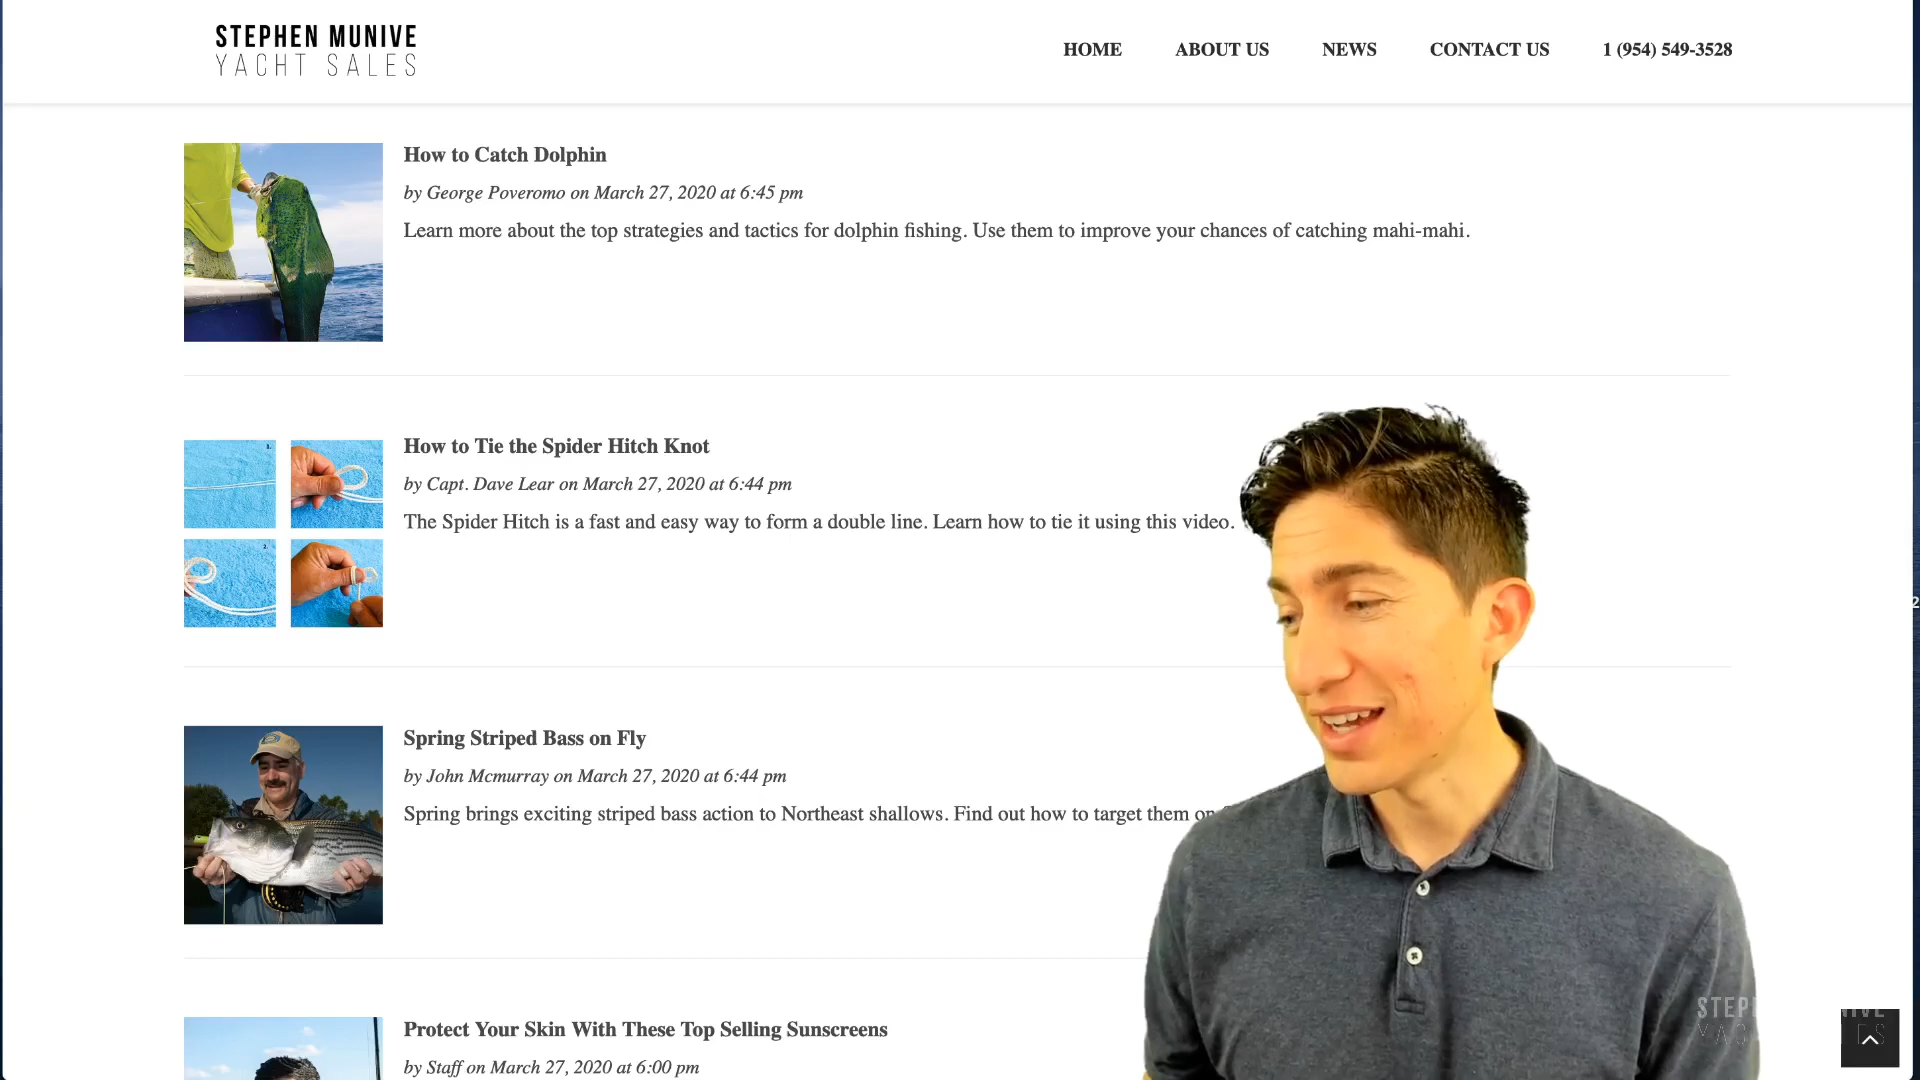 STEPHEN MUNIVE
YACHT SALES
HOME ABOUT US NEWS CONTACT US 1 (954) 549-3528
How to Catch Dolphin
by George Poveromo on March 27, 2020 at 6:45 pm
Learn more about the top strategies and tactics for dolphin fishing. Use them to improve your chances of catching mahi-mahi.
How to Tie the Spider Hitch Knot
by Capt. Dave Lear on March 27, 2020 at 6:44 pm
The Spider Hitch is a fast and easy way to form a double line. Learn how to tie it using this video.
Spring Striped Bass on Fly
by John Mcmurray on March 27, 2020 at 6:44 pm
Spring brings exciting striped bass action to Northeast shallows. Find out how to target them on
Protect Your Skin With These Top Selling Sunscreens
by Staff on March 27, 2020 at 6:00 pm